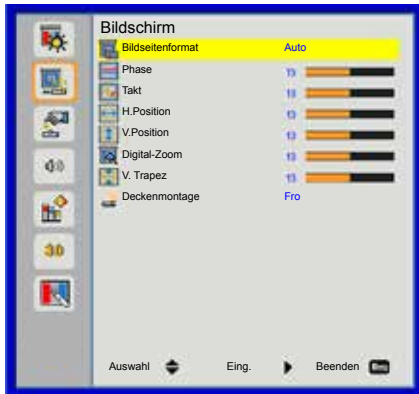 Bildschirm
Bildseitenformat Auto
Phase 13
Takt 13
H.Position 13
V.Position 13
Digital-Zoom 13
V. Trapez 13
Deckenmontage Fro
3D
Auswahl Eing. Beenden